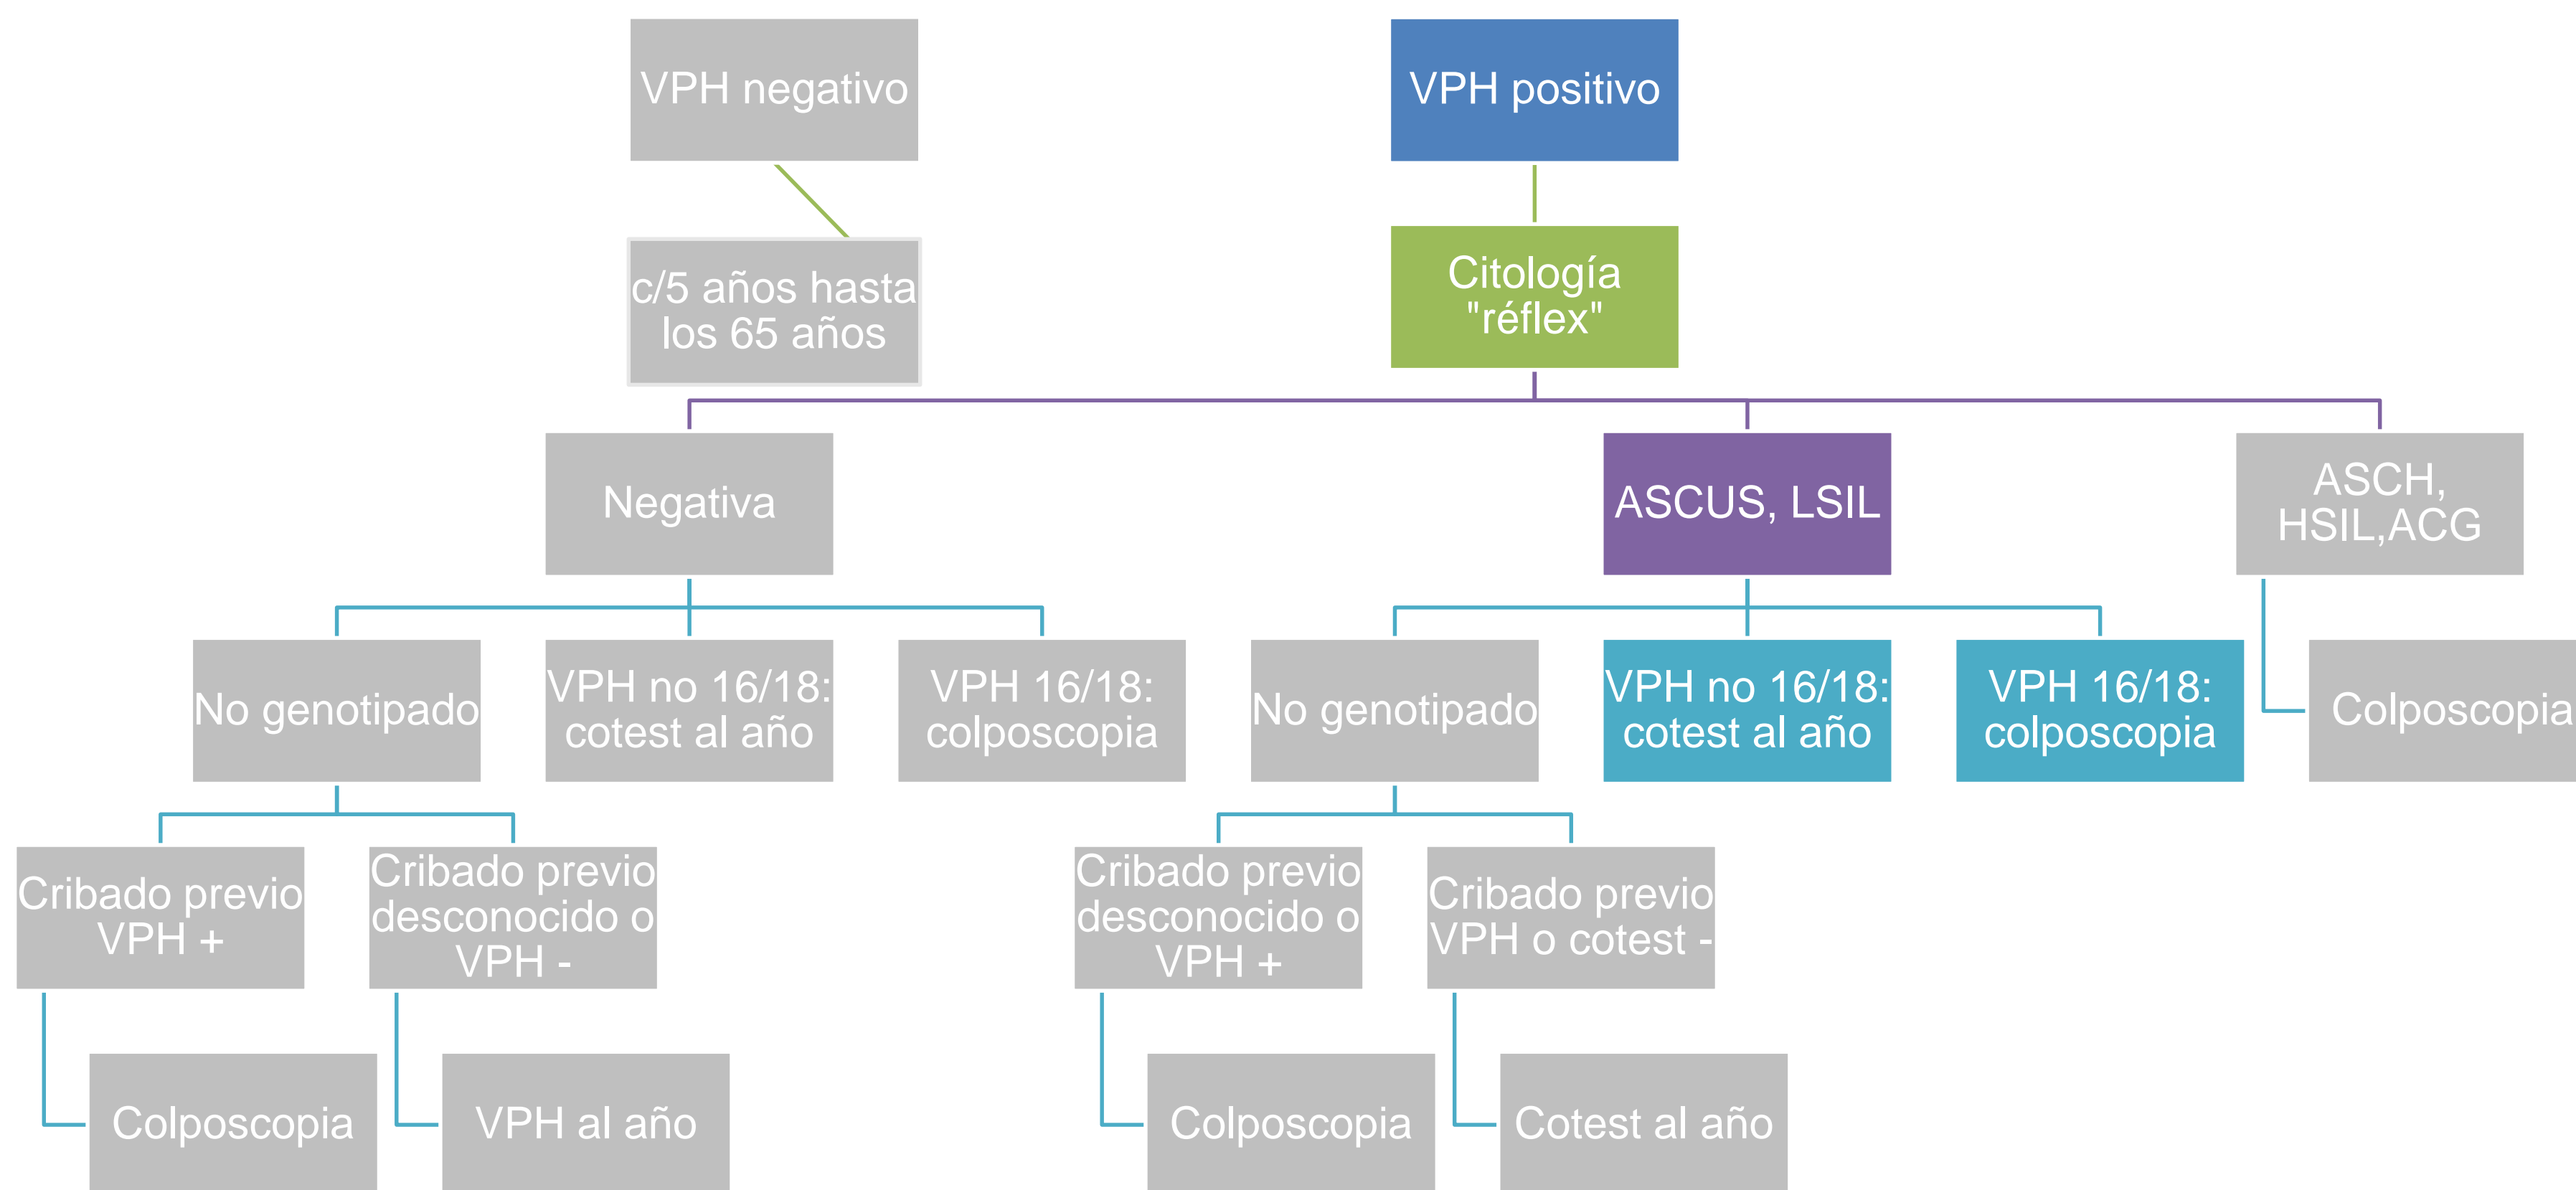 VPH negativo
VPH positivo
c/5 años hasta
los 65 años
Citología
"réflex"
Negativa
ASCUS, LSIL
ASCH,
HSIL,ACG
No genotipado
VPH no 16/18:
cotest al año
VPH 16/18:
colposcopia
No genotipado
VPH no 16/18:
cotest al año
VPH 16/18:
colposcopia
Colposcopia
Cribado previo
VPH +
Cribado previo
desconocido o
VPH -
Cribado previo
desconocido o
VPH +
Cribado previo
VPH o cotest -
Colposcopia
VPH al año
Colposcopia
Cotest al año